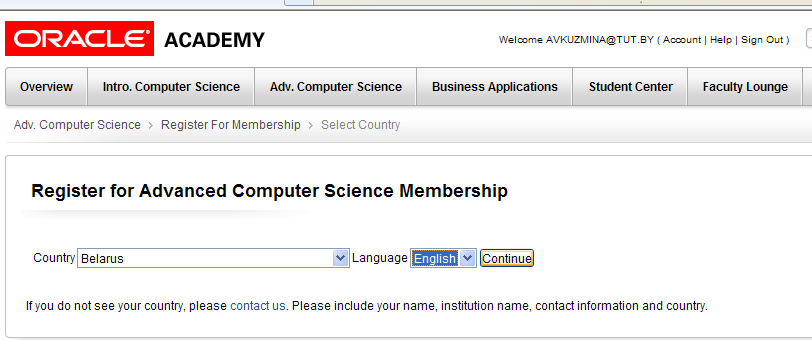 ORACLE ACADEMY
Welcome AVKUZMINA@TUT.BY ( Account | Help | Sign Out )
Overview Intro. Computer Science Adv. Computer Science Business Applications Student Center Faculty Lounge
Adv. Computer Science > Register For Membership > Select Country
Register for Advanced Computer Science Membership
Country Belarus Language English Continue
If you do not see your country, please contact us. Please include your name, institution name, contact information and country.